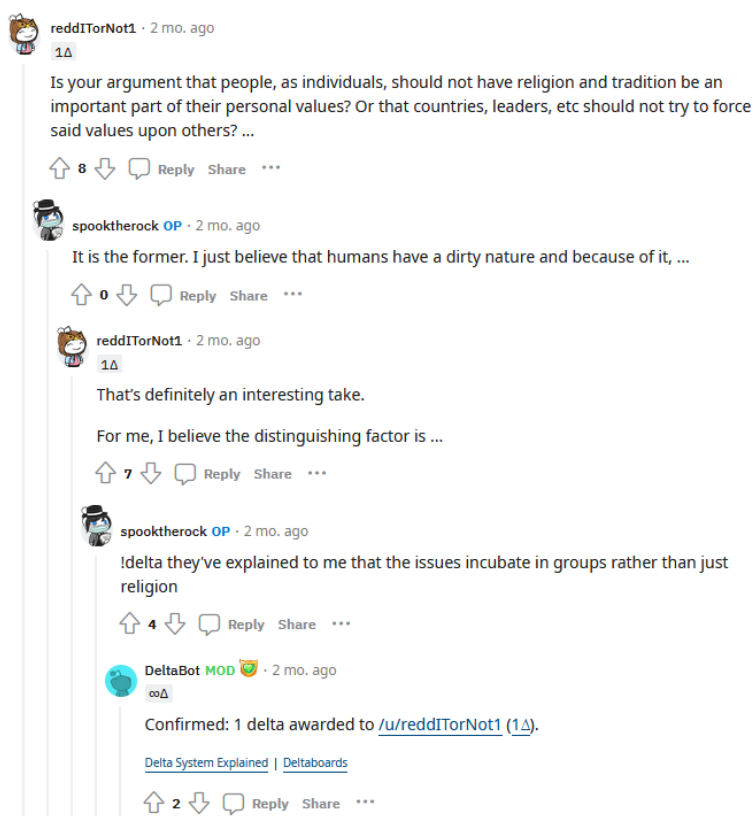 reddITorNot1 · 2 mo. ago
1Δ
Is your argument that people, as individuals, should not have religion and tradition be an
important part of their personal values? Or that countries, leaders, etc should not try to force
said values upon others? ...
8 Reply Share ···
spooktherock OP · 2 mo. ago
It is the former. I just believe that humans have a dirty nature and because of it, ...
0 Reply Share ···
reddITorNot1 · 2 mo. ago
1Δ
That's definitely an interesting take.
For me, I believe the distinguishing factor is ...
7 Reply Share ···
spooktherock OP · 2 mo. ago
!delta they've explained to me that the issues incubate in groups rather than just
religion
4 Reply Share ···
DeltaBot MOD · 2 mo. ago
∞Δ
Confirmed: 1 delta awarded to /u/reddITorNot1 (1Δ).
Delta System Explained | Deltaboards
2 Reply Share ···